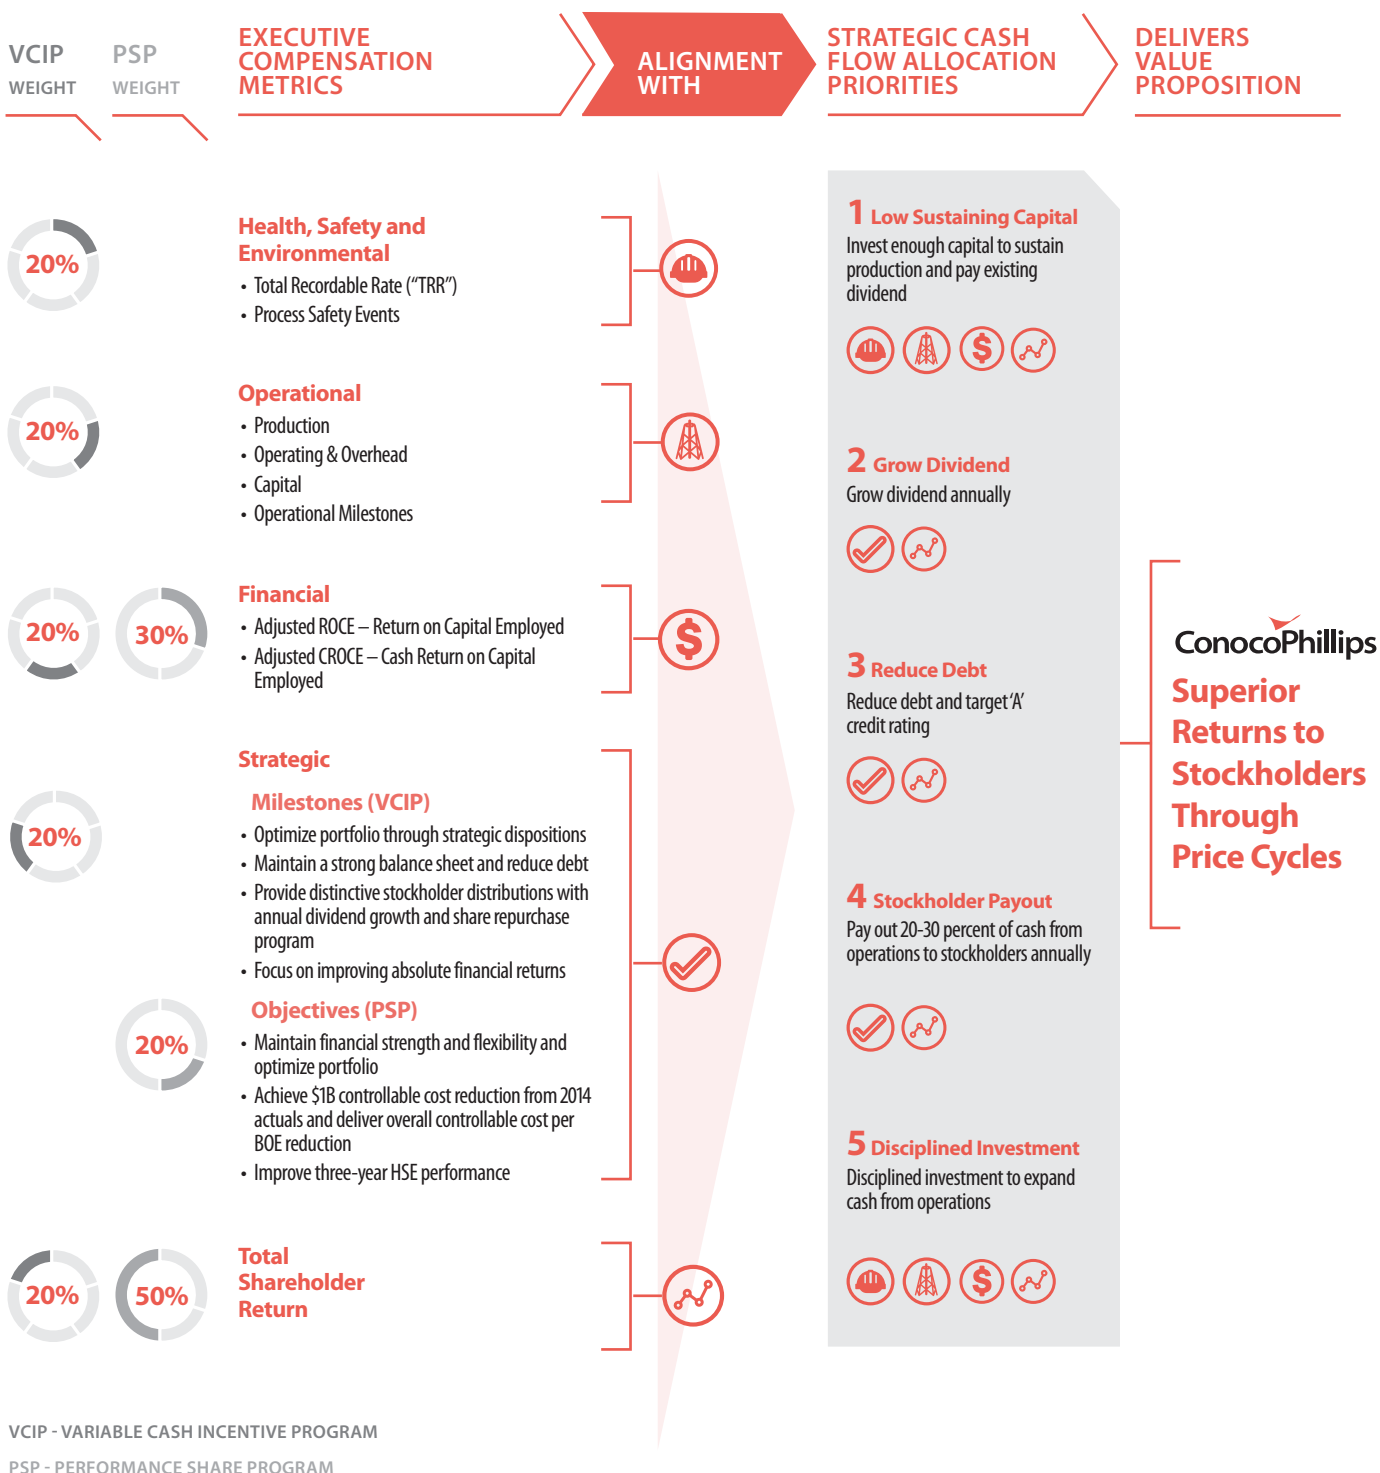 VCIP
WEIGHT
PSP
WEIGHT
EXECUTIVE
COMPENSATION
METRICS
ALIGNMENT
WITH
STRATEGIC CASH
FLOW ALLOCATION
PRIORITIES
DELIVERS
VALUE
PROPOSITION
20%
Health, Safety and
Environmental
• Total Recordable Rate (“TRR”)
• Process Safety Events
20%
Operational
• Production
• Operating & Overhead
• Capital
• Operational Milestones
20%
30%
Financial
• Adjusted ROCE – Return on Capital Employed
• Adjusted CROCE – Cash Return on Capital
Employed
$
Strategic
20%
Milestones (VCIP)
• Optimize portfolio through strategic dispositions
• Maintain a strong balance sheet and reduce debt
• Provide distinctive stockholder distributions with
annual dividend growth and share repurchase
program
• Focus on improving absolute financial returns
20%
Objectives (PSP)
• Maintain financial strength and flexibility and
optimize portfolio
• Achieve $1B controllable cost reduction from 2014
actuals and deliver overall controllable cost per
BOE reduction
• Improve three-year HSE performance
20%
50%
Total
Shareholder
Return
1 Low Sustaining Capital
Invest enough capital to sustain
production and pay existing
dividend
$
2 Grow Dividend
Grow dividend annually
3 Reduce Debt
Reduce debt and target ‘A’
credit rating
4 Stockholder Payout
Pay out 20-30 percent of cash from
operations to stockholders annually
5 Disciplined Investment
Disciplined investment to expand
cash from operations
$
ConocoPhillips
Superior
Returns to
Stockholders
Through
Price Cycles
VCIP - VARIABLE CASH INCENTIVE PROGRAM
PSP - PERFORMANCE SHARE PROGRAM